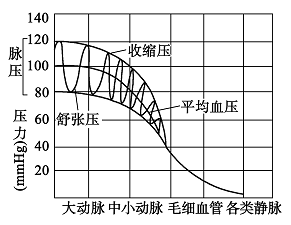 140
120
100
80
60
40
20
脉压
压力(mmHg)
收缩压
平均血压
舒张压
大动脉 中小动脉 毛细血管 各类静脉